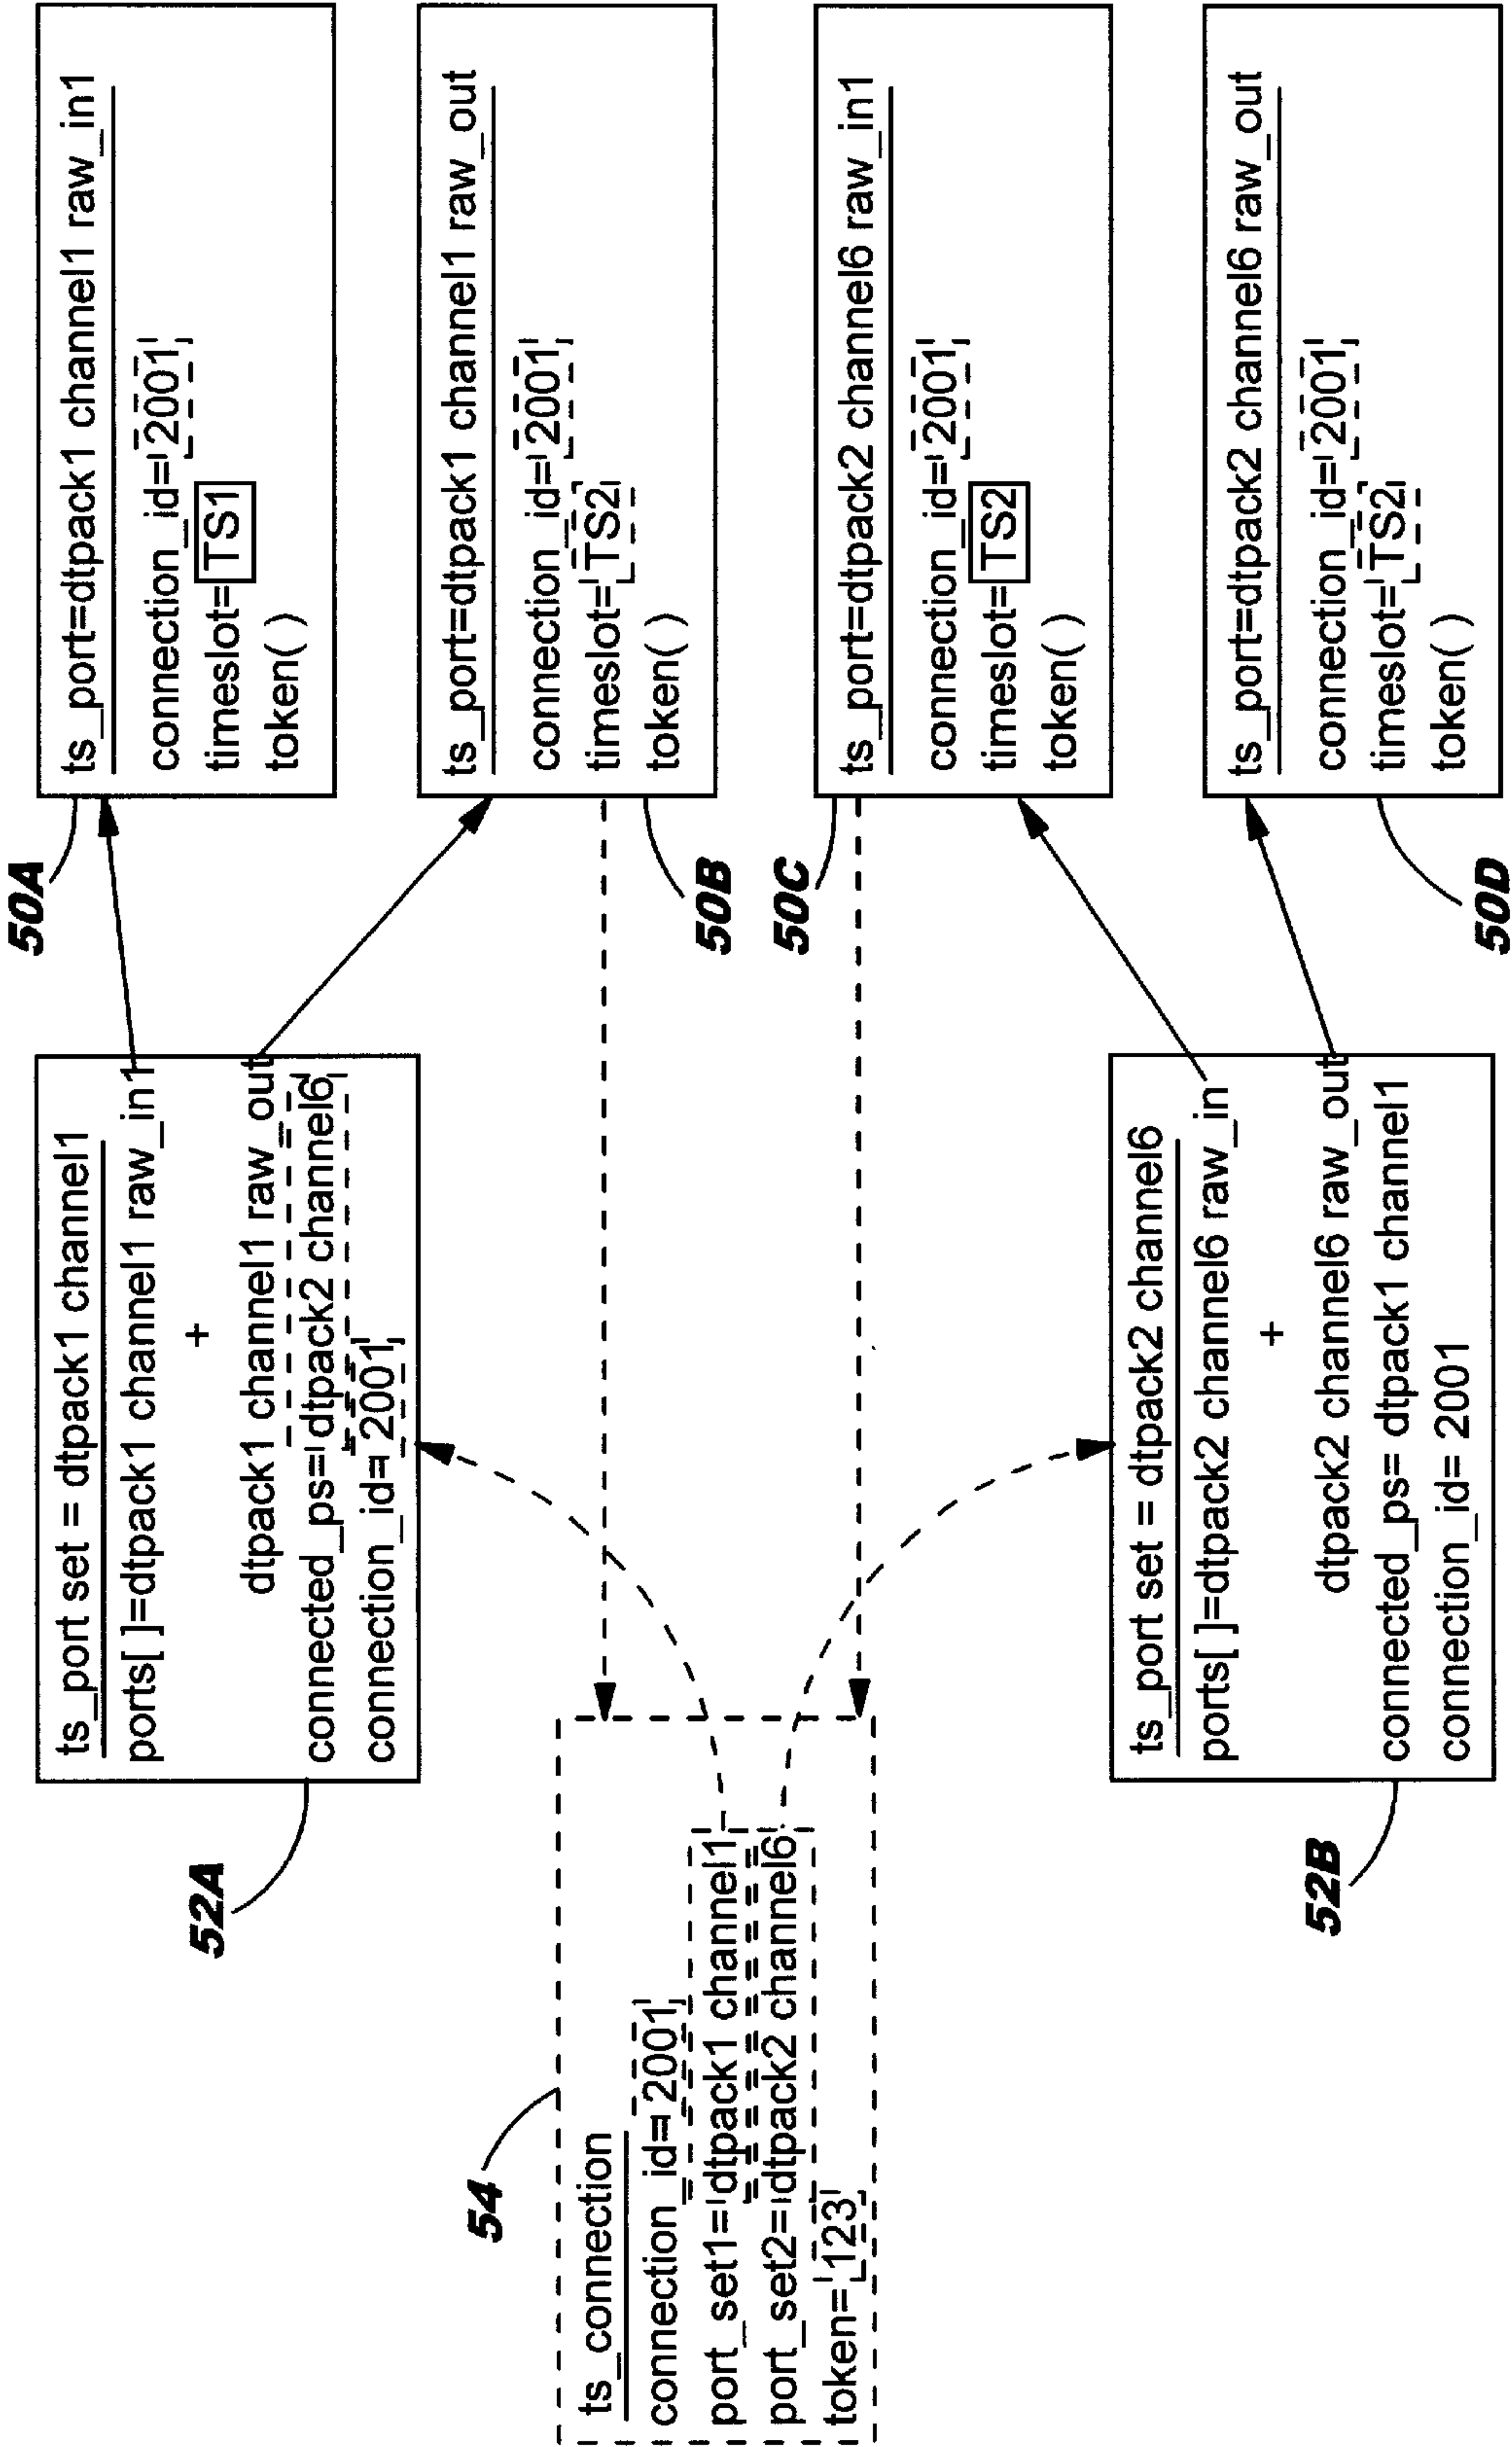 54
ts_connection
connection_id=2001
port_set1=dtpack1 channel1
port_set2=dtpack2 channel6
token=123
52A
ts_port set = dtpack1 channel1
ports[ ]=dtpack1 channel1 raw_in1
+
dtpack1 channel1 raw_out
connected_ps=dtpack2 channel6
connection_id=2001
52B
ts_port set = dtpack2 channel6
ports[ ]=dtpack2 channel6 raw_in
+
dtpack2 channel6 raw_out
connected_ps= dtpack1 channel1
connection_id= 2001
50A
ts_port=dtpack1 channel1 raw_in1
connection_id=2001
timeslot=TS1
token( )
50B
ts_port=dtpack1 channel1 raw_out
connection_id=2001
timeslot=TS2
token( )
50C
ts_port=dtpack2 channel6 raw_in1
connection_id=2001
timeslot=TS2
token( )
50D
ts_port=dtpack2 channel6 raw_out
connection_id=2001
timeslot=TS2
token( )